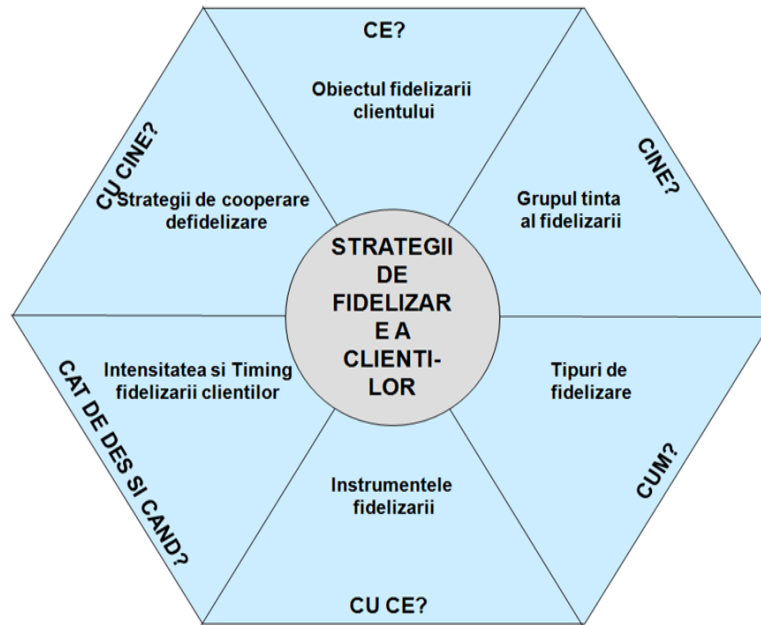 CE?
Obiectul fidelizarii
clientului
CINE?
Grupul tinta
al fidelizarii
Tipuri de
fidelizare
CUM?
Instrumentele
fidelizarii
CU CE?
Intensitatea si Timing
fidelizarii clientilor
CAT DE DES SI CAND?
CU CINE?
Strategii de cooperare
defidelizare
STRATEGII
DE
FIDELIZAR
E A
CLIENTI-
LOR